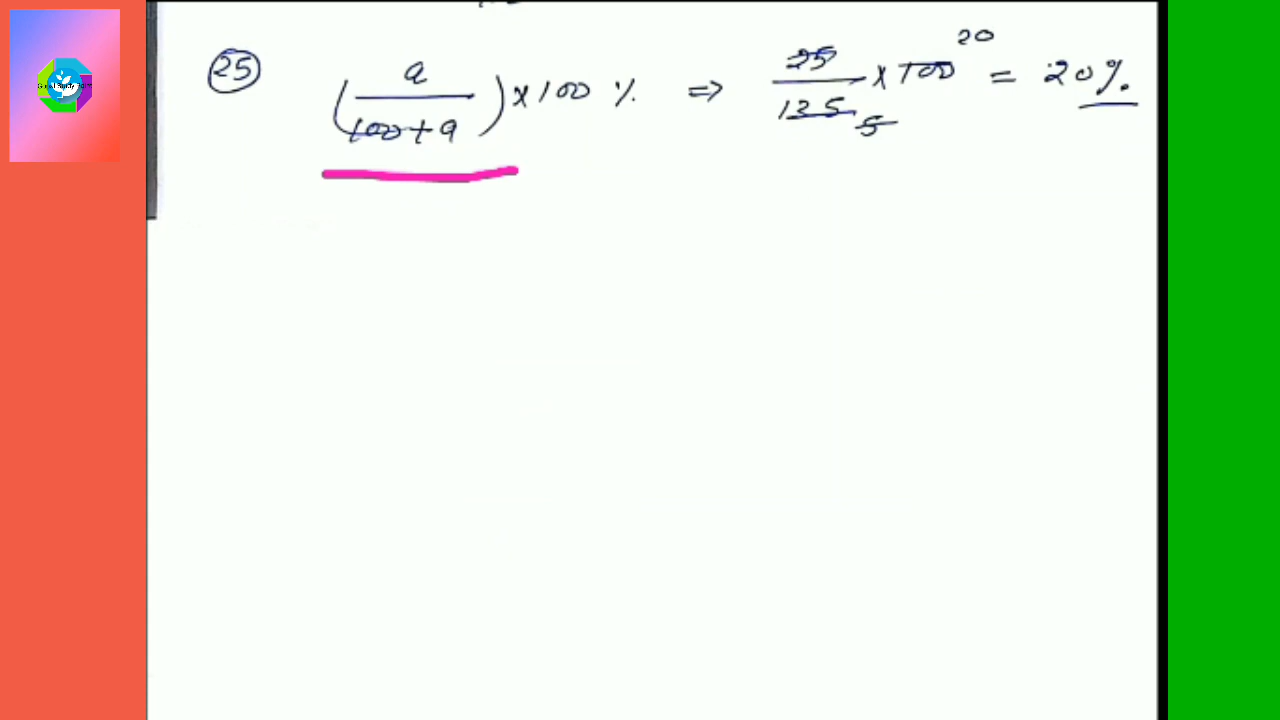 (25) (a / (100+a)) × 100 % ⇒ 25 / 125 × 100 = 20%.
5
20